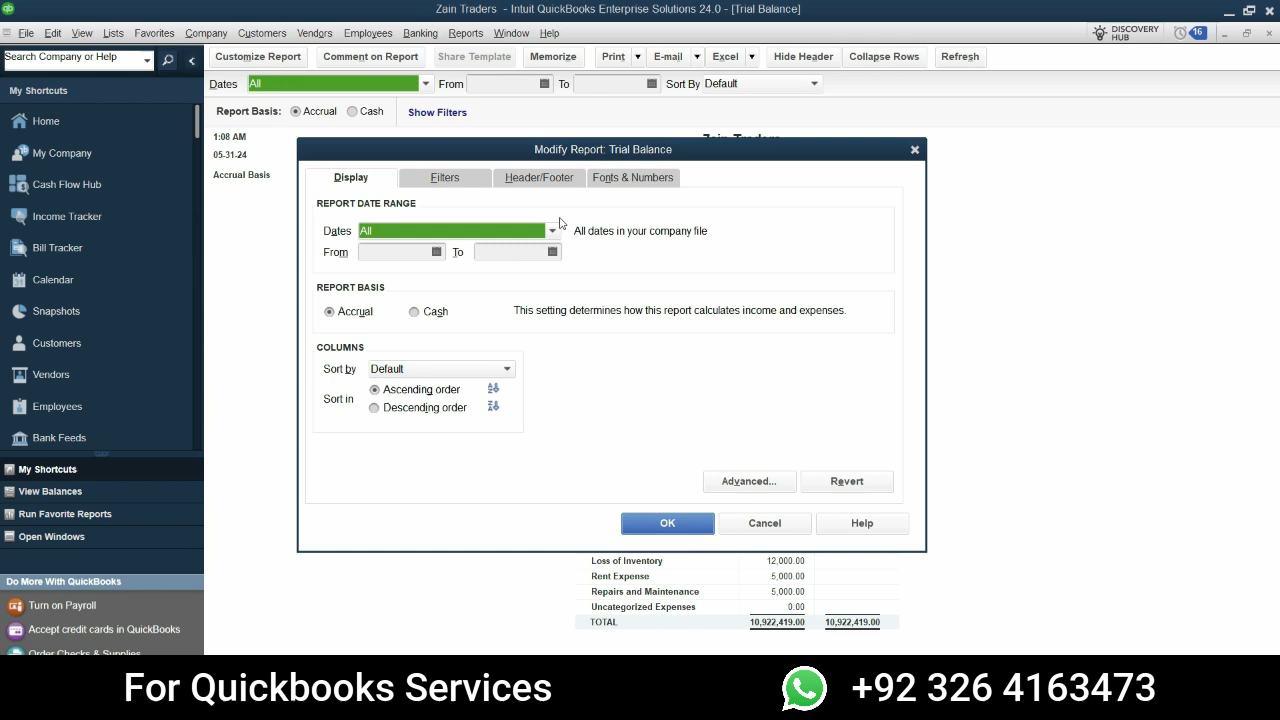 Zain Traders - Intuit QuickBooks Enterprise Solutions 24.0 - [Trial Balance]
File Edit View Lists Favorites Company Customers Vendors Employees Banking Reports Window Help
DISCOVERY HUB 16
Search Company or Help
Customize Report Comment on Report Share Template Memorize Print E-mail Excel Hide Header Collapse Rows Refresh
Dates All From To Sort By Default
Report Basis: Accrual Cash Show Filters
My Shortcuts
Home
My Company
Cash Flow Hub
Income Tracker
Bill Tracker
Calendar
Snapshots
Customers
Vendors
Employees
Bank Feeds
My Shortcuts
View Balances
Run Favorite Reports
Open Windows
Do More With QuickBooks
Turn on Payroll
Accept credit cards in QuickBooks
Order Checks & Supplies
1:08 AM
05-31-24
Accrual Basis
Zain Traders
Modify Report: Trial Balance
Display Filters Header/Footer Fonts & Numbers
REPORT DATE RANGE
Dates All All dates in your company file
From To
REPORT BASIS
Accrual Cash This setting determines how this report calculates income and expenses.
COLUMNS
Sort by Default
Sort in Ascending order
Descending order
Advanced... Revert
OK Cancel Help
Loss of Inventory 12,000.00
Rent Expense 5,000.00
Repairs and Maintenance 5,000.00
Uncategorized Expenses 0.00
TOTAL 10,922,419.00 10,922,419.00
For Quickbooks Services +92 326 4163473